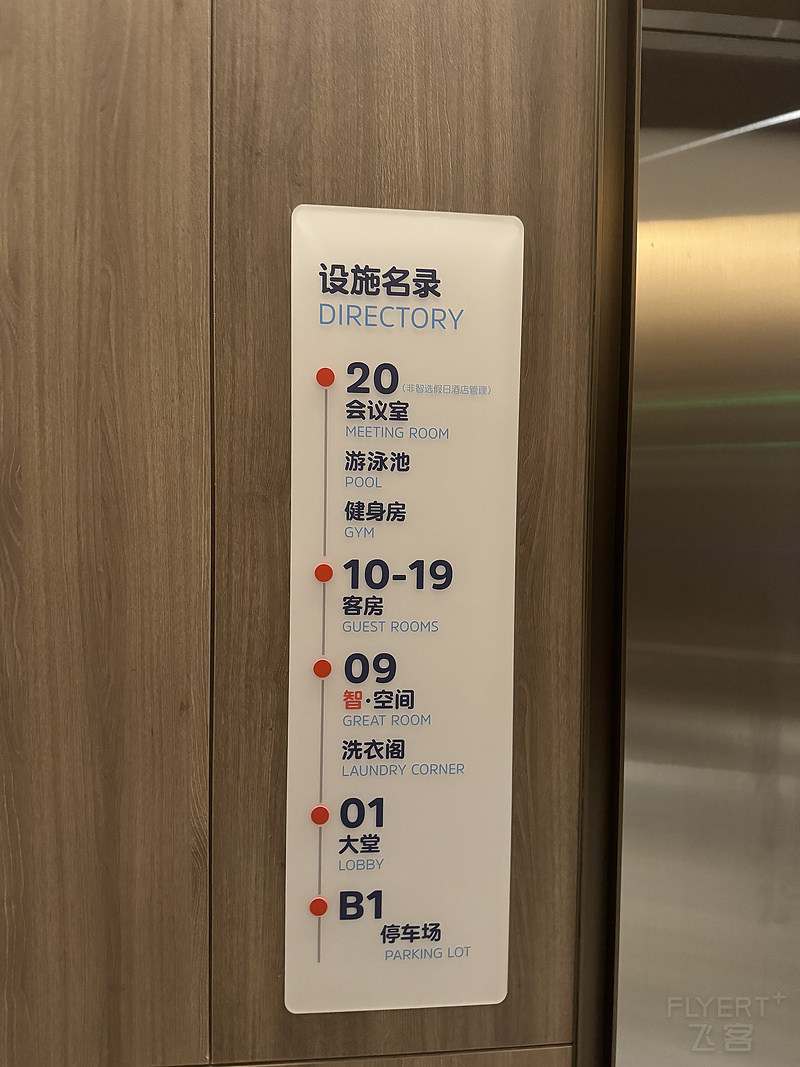 设施名录
DIRECTORY
20 (非智选假日酒店管理)
会议室
MEETING ROOM
游泳池
POOL
健身房
GYM
10-19
客房
GUEST ROOMS
09
智·空间
GREAT ROOM
洗衣阁
LAUNDRY CORNER
01
大堂
LOBBY
B1
停车场
PARKING LOT
FLYERT+
飞客